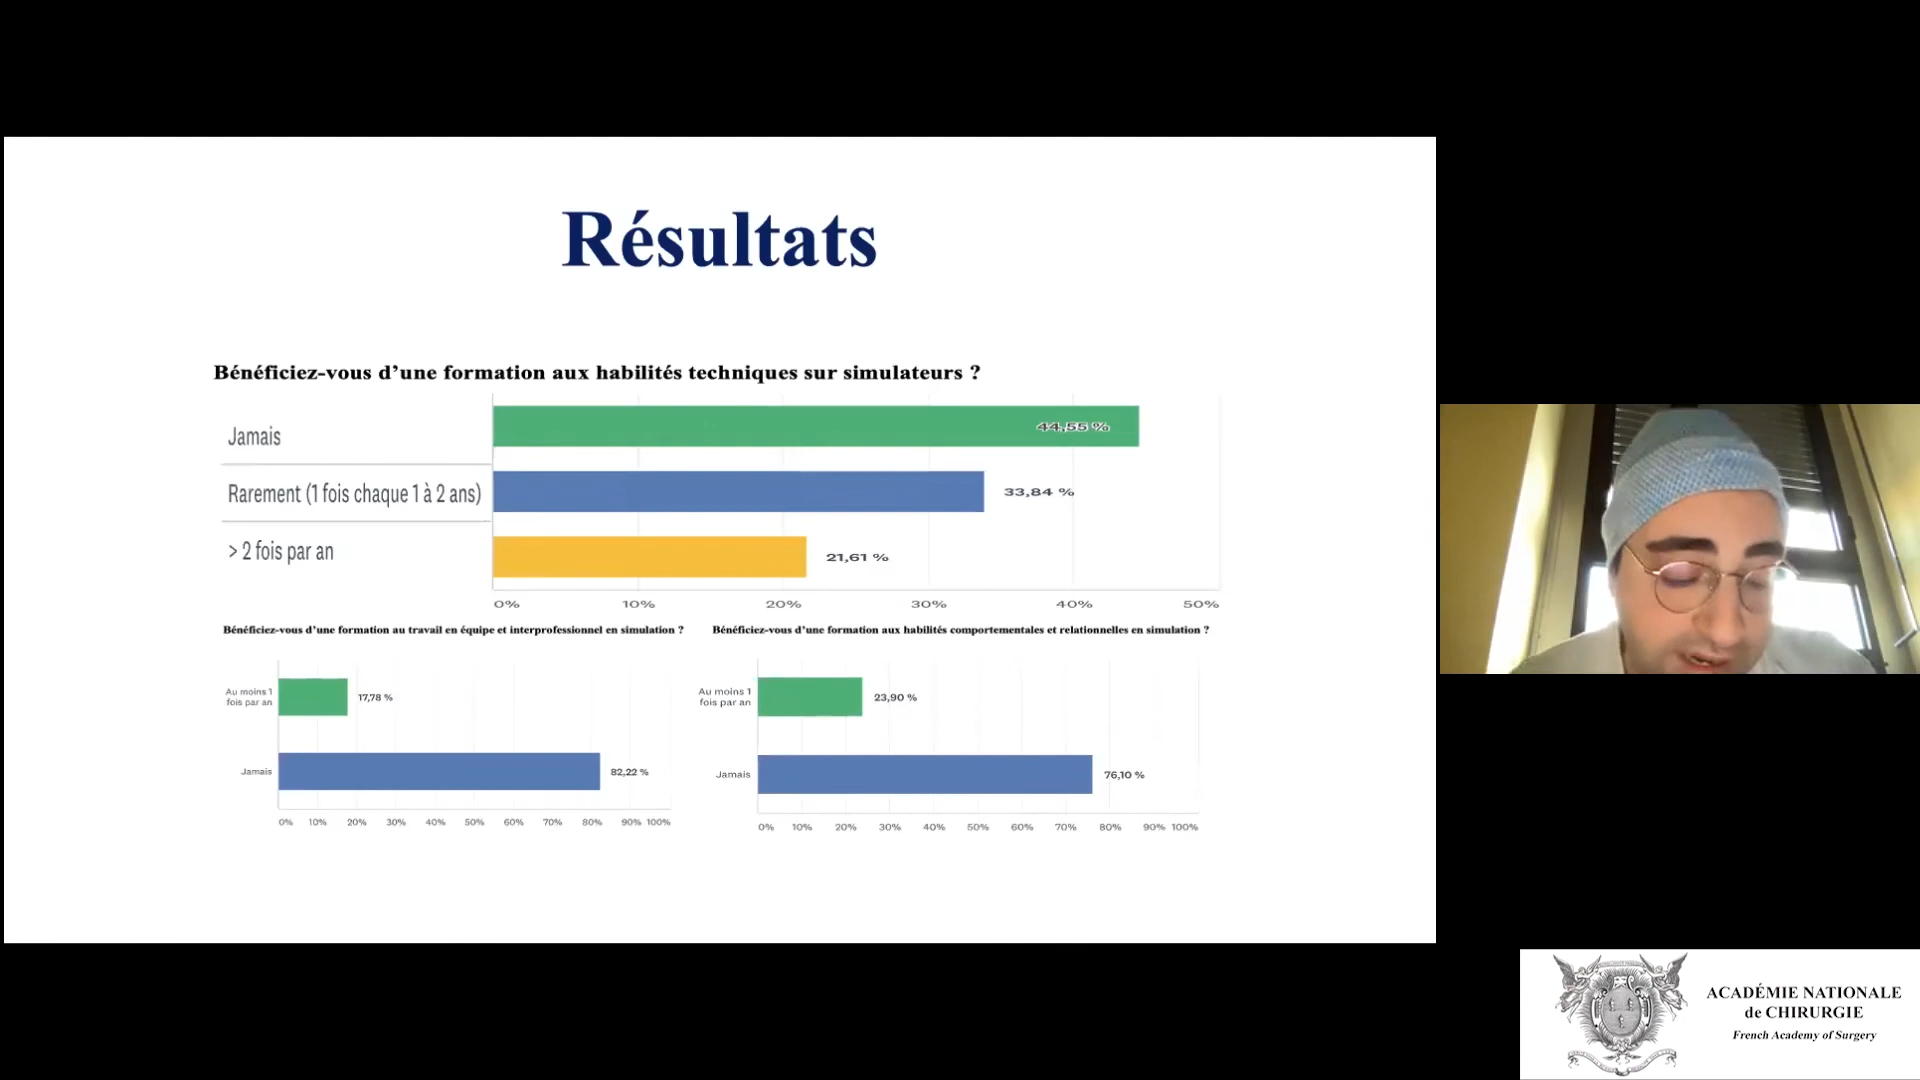 Résultats
Bénéficiez-vous d’une formation aux habilités techniques sur simulateurs ?
Jamais
44,55 %
Rarement (1 fois chaque 1 à 2 ans)
33,84 %
> 2 fois par an
21,61 %
0% 10% 20% 30% 40% 50%
Bénéficiez-vous d’une formation au travail en équipe et interprofessionnel en simulation ?
Au moins 1
fois par an
17,78 %
Jamais
82,22 %
0% 10% 20% 30% 40% 50% 60% 70% 80% 90% 100%
Bénéficiez-vous d’une formation aux habilités comportementales et relationnelles en simulation ?
Au moins 1
fois par an
23,90 %
Jamais
76,10 %
0% 10% 20% 30% 40% 50% 60% 70% 80% 90% 100%
ACADÉMIE NATIONALE
de CHIRURGIE
French Academy of Surgery